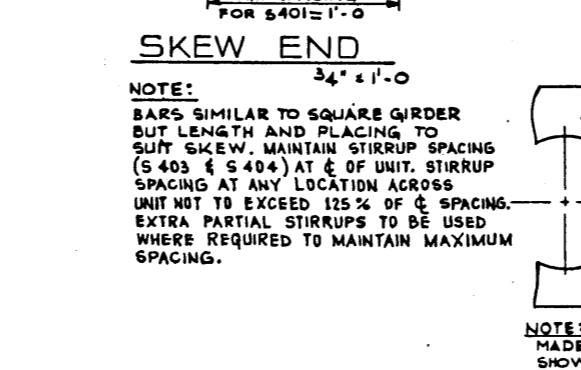 FOR S401= 1'-0
SKEW END
3/4" = 1'-0
NOTE:
BARS SIMILAR TO SQUARE GIRDER
BUT LENGTH AND PLACING TO
SUIT SKEW. MAINTAIN STIRRUP SPACING
(S 403 & S 404) AT ℄ OF UNIT. STIRRUP
SPACING AT ANY LOCATION ACROSS
UNIT NOT TO EXCEED 125% OF ℄ SPACING.
EXTRA PARTIAL STIRRUPS TO BE USED
WHERE REQUIRED TO MAINTAIN MAXIMUM
SPACING.
NOTE:
MADE
SHOW